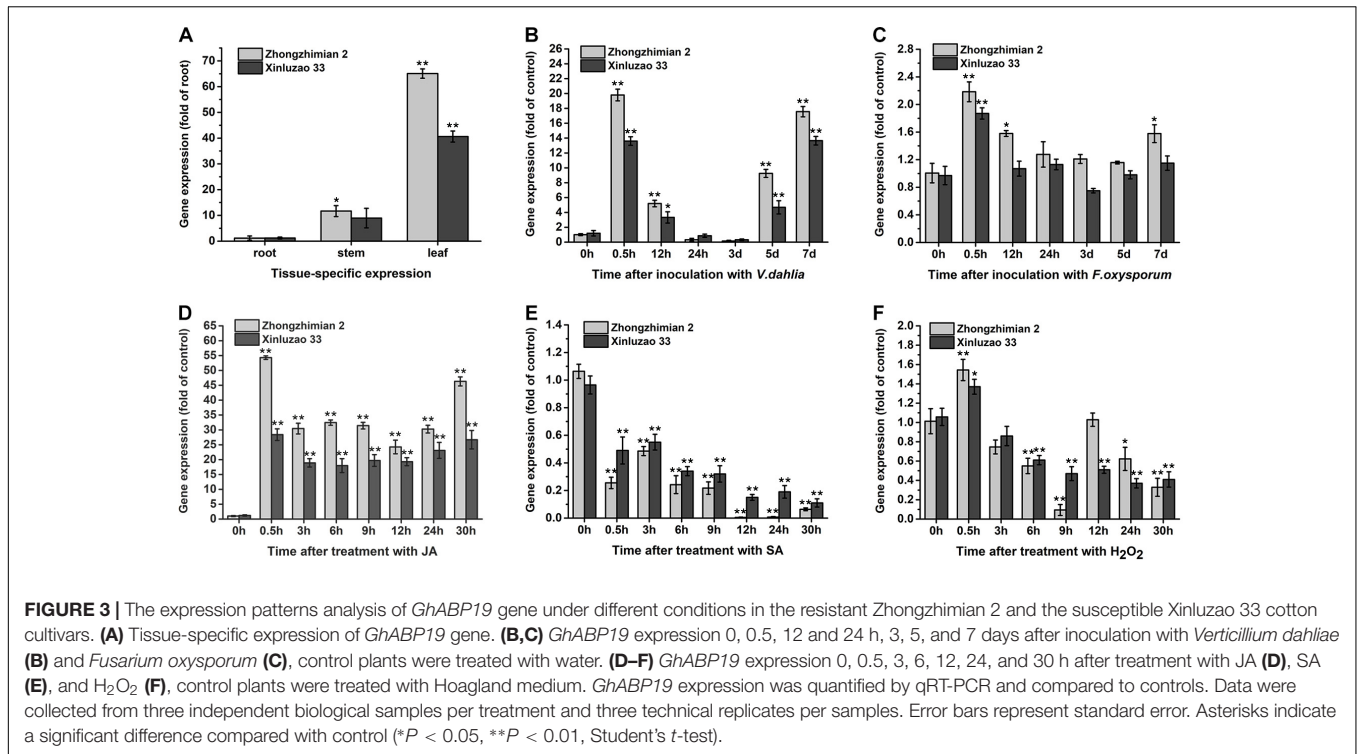 A
Zhongzhimian 2
Xinluzao 33
Gene expression (fold of root)
70
60
50
40
30
20
10
0
**
**
*
root stem leaf
Tissue-specific expression
B
Zhongzhimian 2
Xinluzao 33
Gene expression (fold of control)
26
24
22
20
18
16
14
12
10
8
6
4
2
0
**
**
**
*
**
**
**
**
0h 0.5h 12h 24h 3d 5d 7d
Time after inoculation with V.dahlia
C
Zhongzhimian 2
Xinluzao 33
Gene expression (fold of control)
2.8
2.4
2.0
1.6
1.2
0.8
0.4
0.0
**
**
*
*
0h 0.5h 12h 24h 3d 5d 7d
Time after inoculation with F.oxysporum
D
Zhongzhimian 2
Xinluzao 33
Gene expression (fold of control)
65
60
55
50
45
40
35
30
25
20
15
10
5
0
**
**
**
**
**
**
**
**
**
**
**
**
**
**
0h 0.5h 3h 6h 9h 12h 24h 30h
Time after treatment with JA
E
Zhongzhimian 2
Xinluzao 33
Gene expression (fold of control)
1.4
1.2
1.0
0.8
0.6
0.4
0.2
0.0
**
**
**
**
**
**
**
**
**
**
**
**
**
**
0h 0.5h 3h 6h 9h 12h 24h 30h
Time after treatment with SA
F
Zhongzhimian 2
Xinluzao 33
Gene expression (fold of control)
2.0
1.8
1.6
1.4
1.2
1.0
0.8
0.6
0.4
0.2
0.0
**
*
**
**
**
**
**
*
**
**
**
0h 0.5h 3h 6h 9h 12h 24h 30h
Time after treatment with H₂O₂
FIGURE 3 | The expression patterns analysis of GhABP19 gene under different conditions in the resistant Zhongzhimian 2 and the susceptible Xinluzao 33 cotton
cultivars. (A) Tissue-specific expression of GhABP19 gene. (B,C) GhABP19 expression 0, 0.5, 12 and 24 h, 3, 5, and 7 days after inoculation with Verticillium dahliae
(B) and Fusarium oxysporum (C), control plants were treated with water. (D–F) GhABP19 expression 0, 0.5, 3, 6, 12, 24, and 30 h after treatment with JA (D), SA
(E), and H₂O₂ (F), control plants were treated with Hoagland medium. GhABP19 expression was quantified by qRT-PCR and compared to controls. Data were
collected from three independent biological samples per treatment and three technical replicates per samples. Error bars represent standard error. Asterisks indicate
a significant difference compared with control (*P < 0.05, **P < 0.01, Student's t-test).